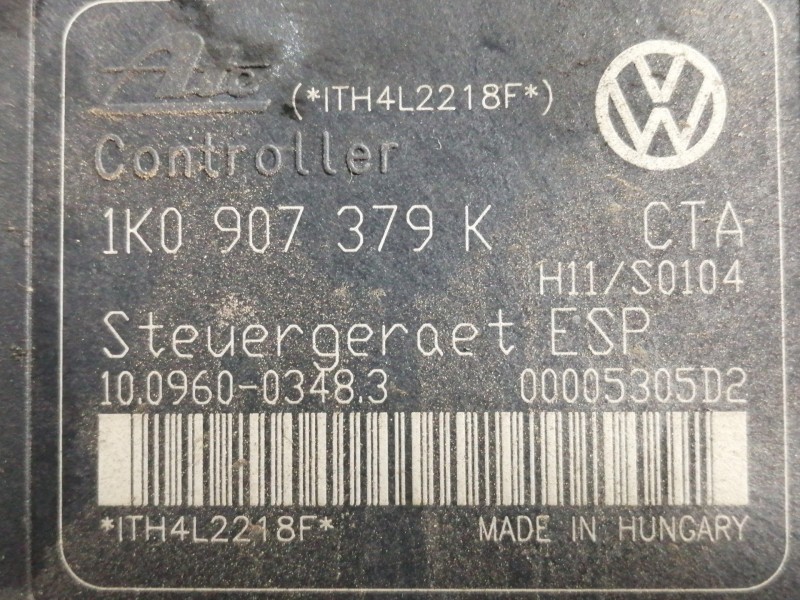 Ate
(*ITH4L2218F*)
Controller
1K0 907 379 K
CTA
H11/S0104
Steuergeraet ESP
10.0960-0348.3
00005305D2
*ITH4L2218F*
MADE IN HUNGARY